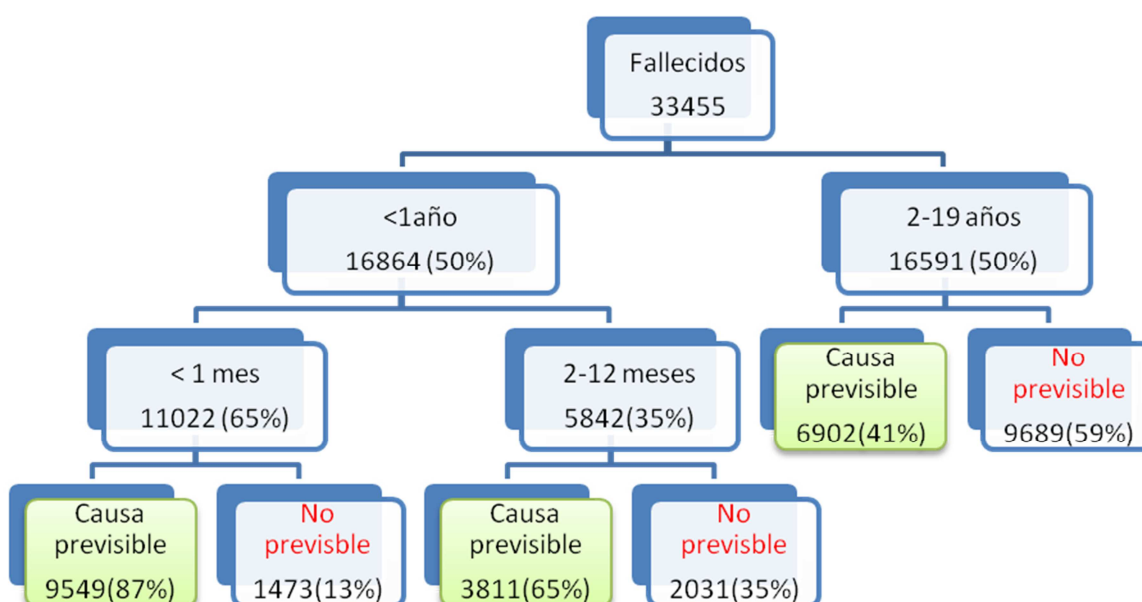 Fallecidos
33455
<1año
16864 (50%)
2-19 años
16591 (50%)
< 1 mes
11022 (65%)
2-12 meses
5842(35%)
Causa
previsible
6902(41%)
No
previsible
9689(59%)
Causa
previsible
9549(87%)
No
previsble
1473(13%)
Causa
previsible
3811(65%)
No
previsble
2031(35%)